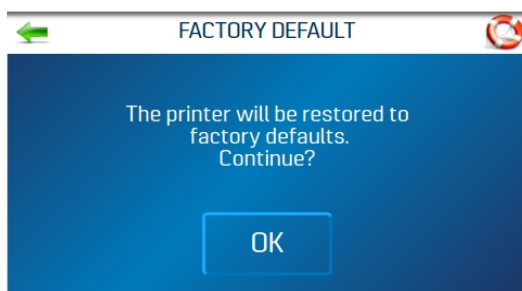 FACTORY DEFAULT
The printer will be restored to
factory defaults.
Continue?
OK